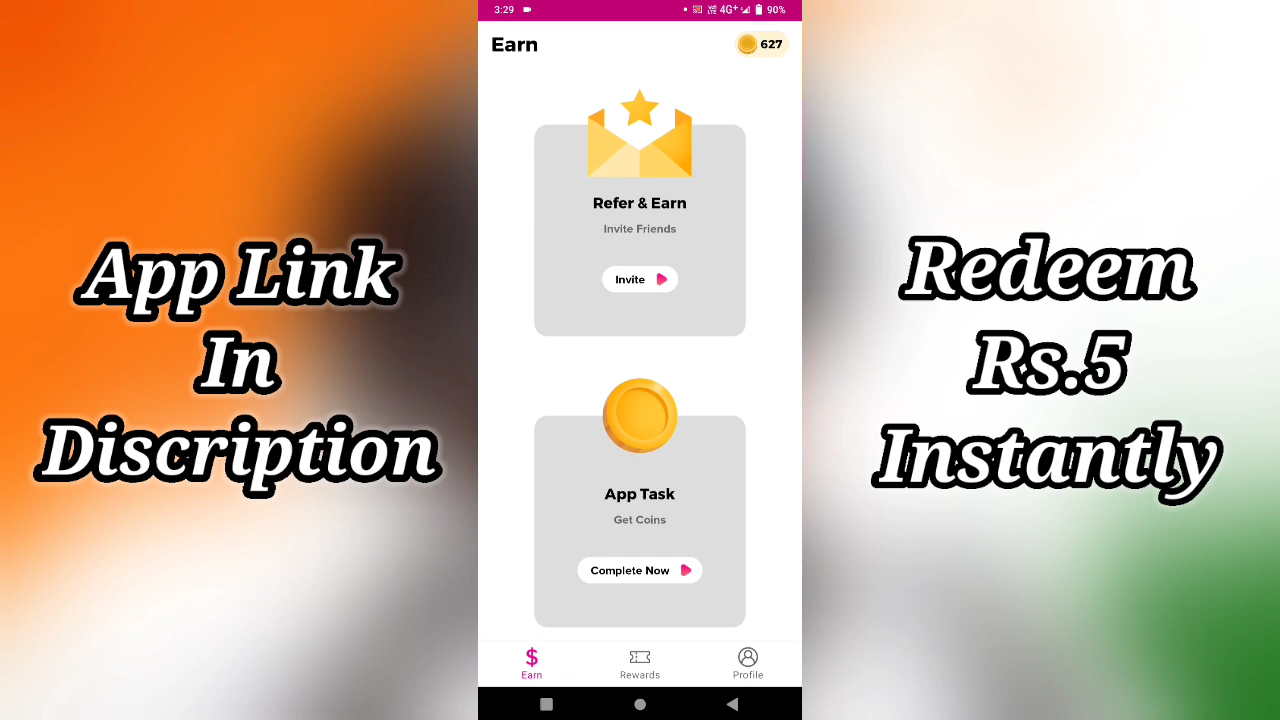 3:29
4G+
90%
Earn
627
Refer & Earn
Invite Friends
Invite
App Task
Get Coins
Complete Now
$
Earn
Rewards
Profile
App Link
In
Discription
Redeem
Rs.5
Instantly